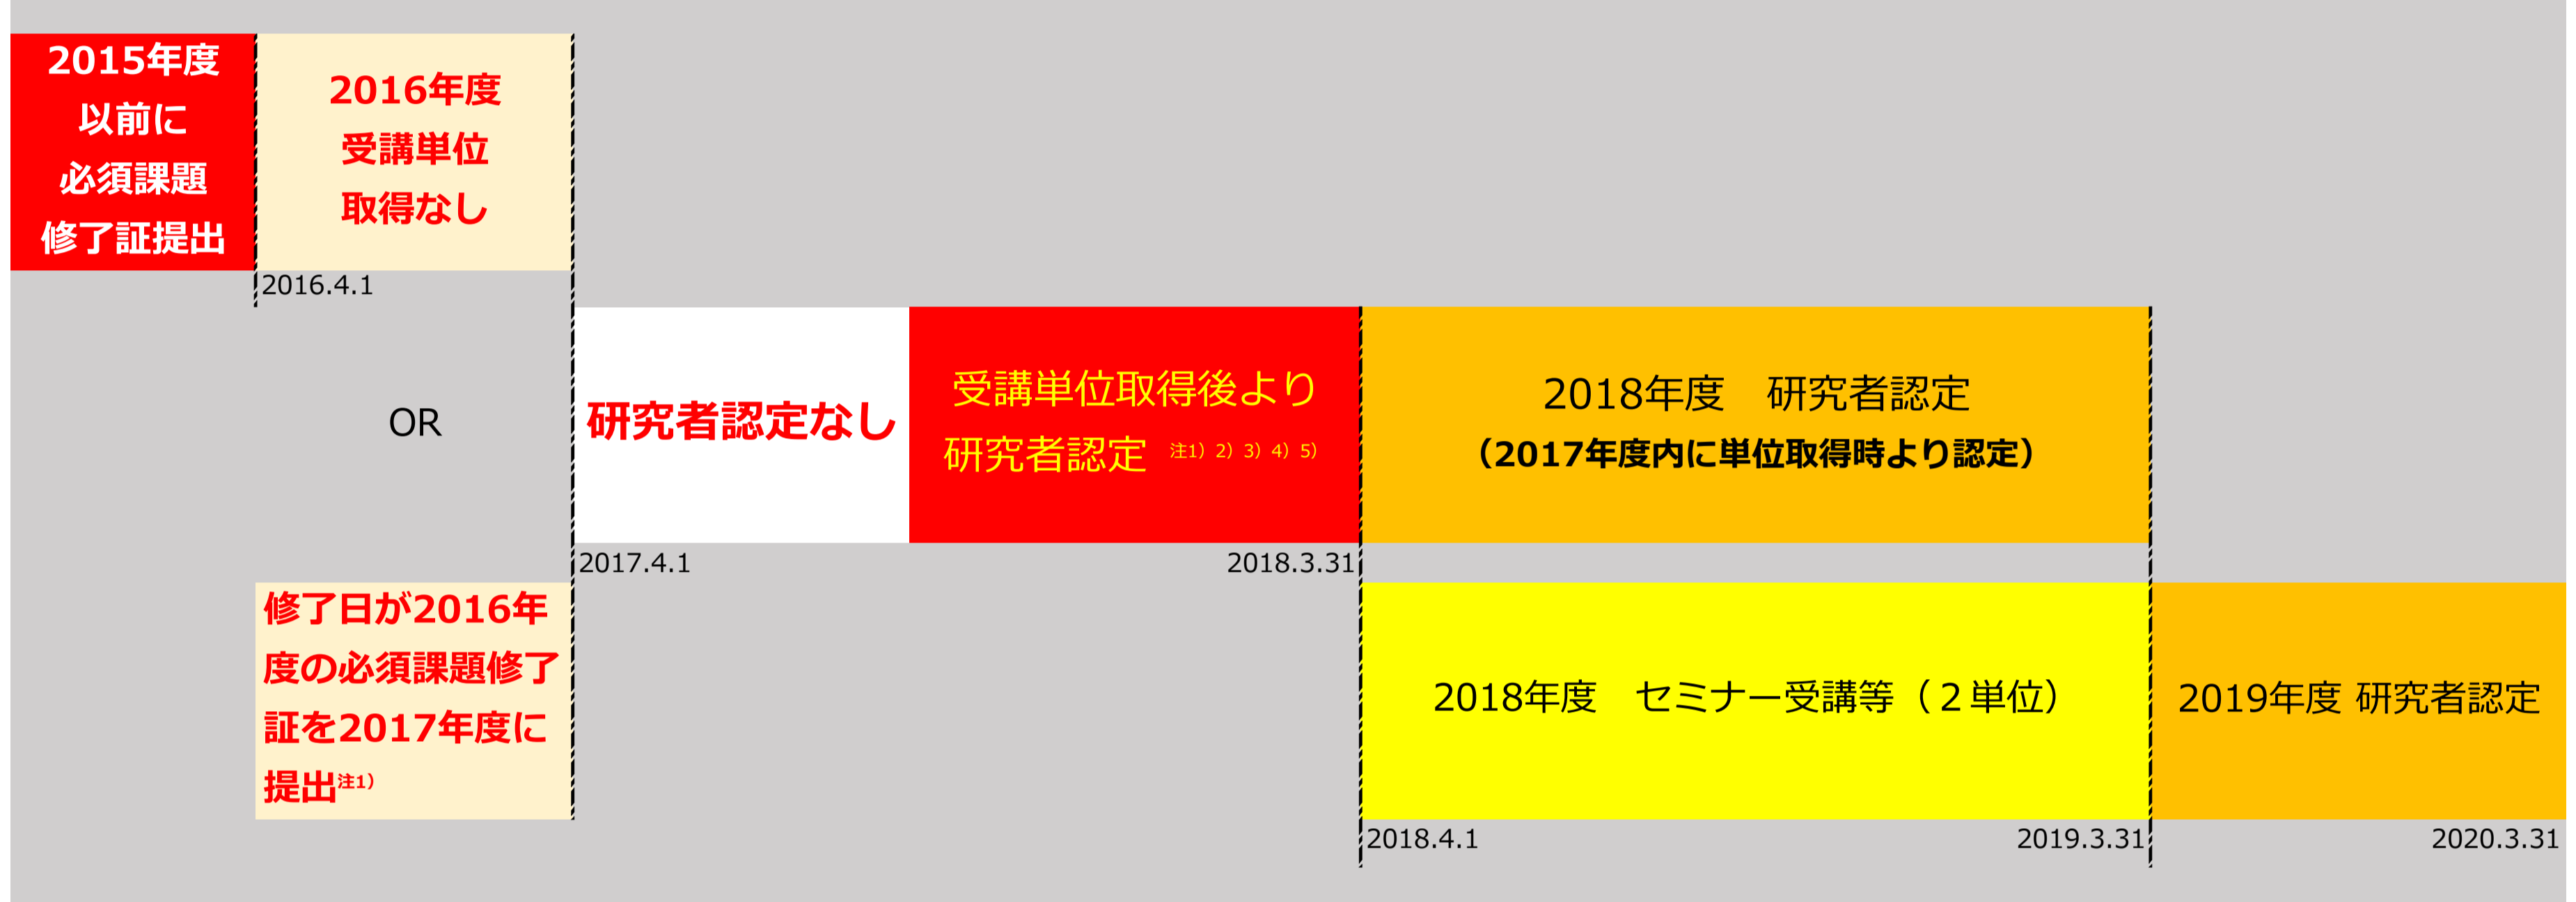 2015年度
以前に
必須課題
修了証提出
2016年度
受講単位
取得なし
2016.4.1
OR
研究者認定なし
受講単位取得後より
研究者認定 注1）2）3）4）5）
2018年度　研究者認定
（2017年度内に単位取得時より認定）
2017.4.1
2018.3.31
修了日が2016年
度の必須課題修了
証を2017年度に
提出注1）
2018年度　セミナー受講等（２単位）
2019年度 研究者認定
2018.4.1
2019.3.31
2020.3.31